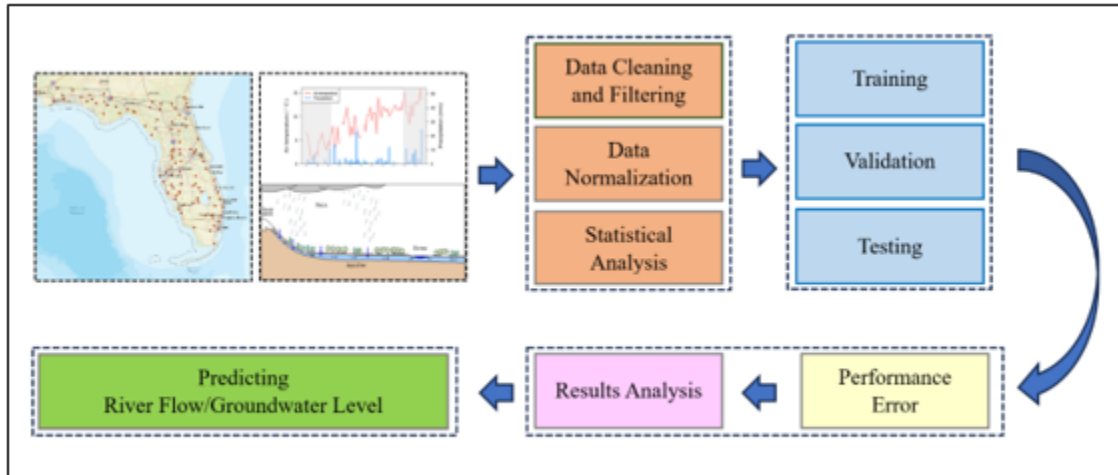 Data Cleaning
and Filtering
Data
Normalization
Statistical
Analysis
Training
Validation
Testing
Predicting
River Flow/Groundwater Level
Results Analysis
Performance
Error